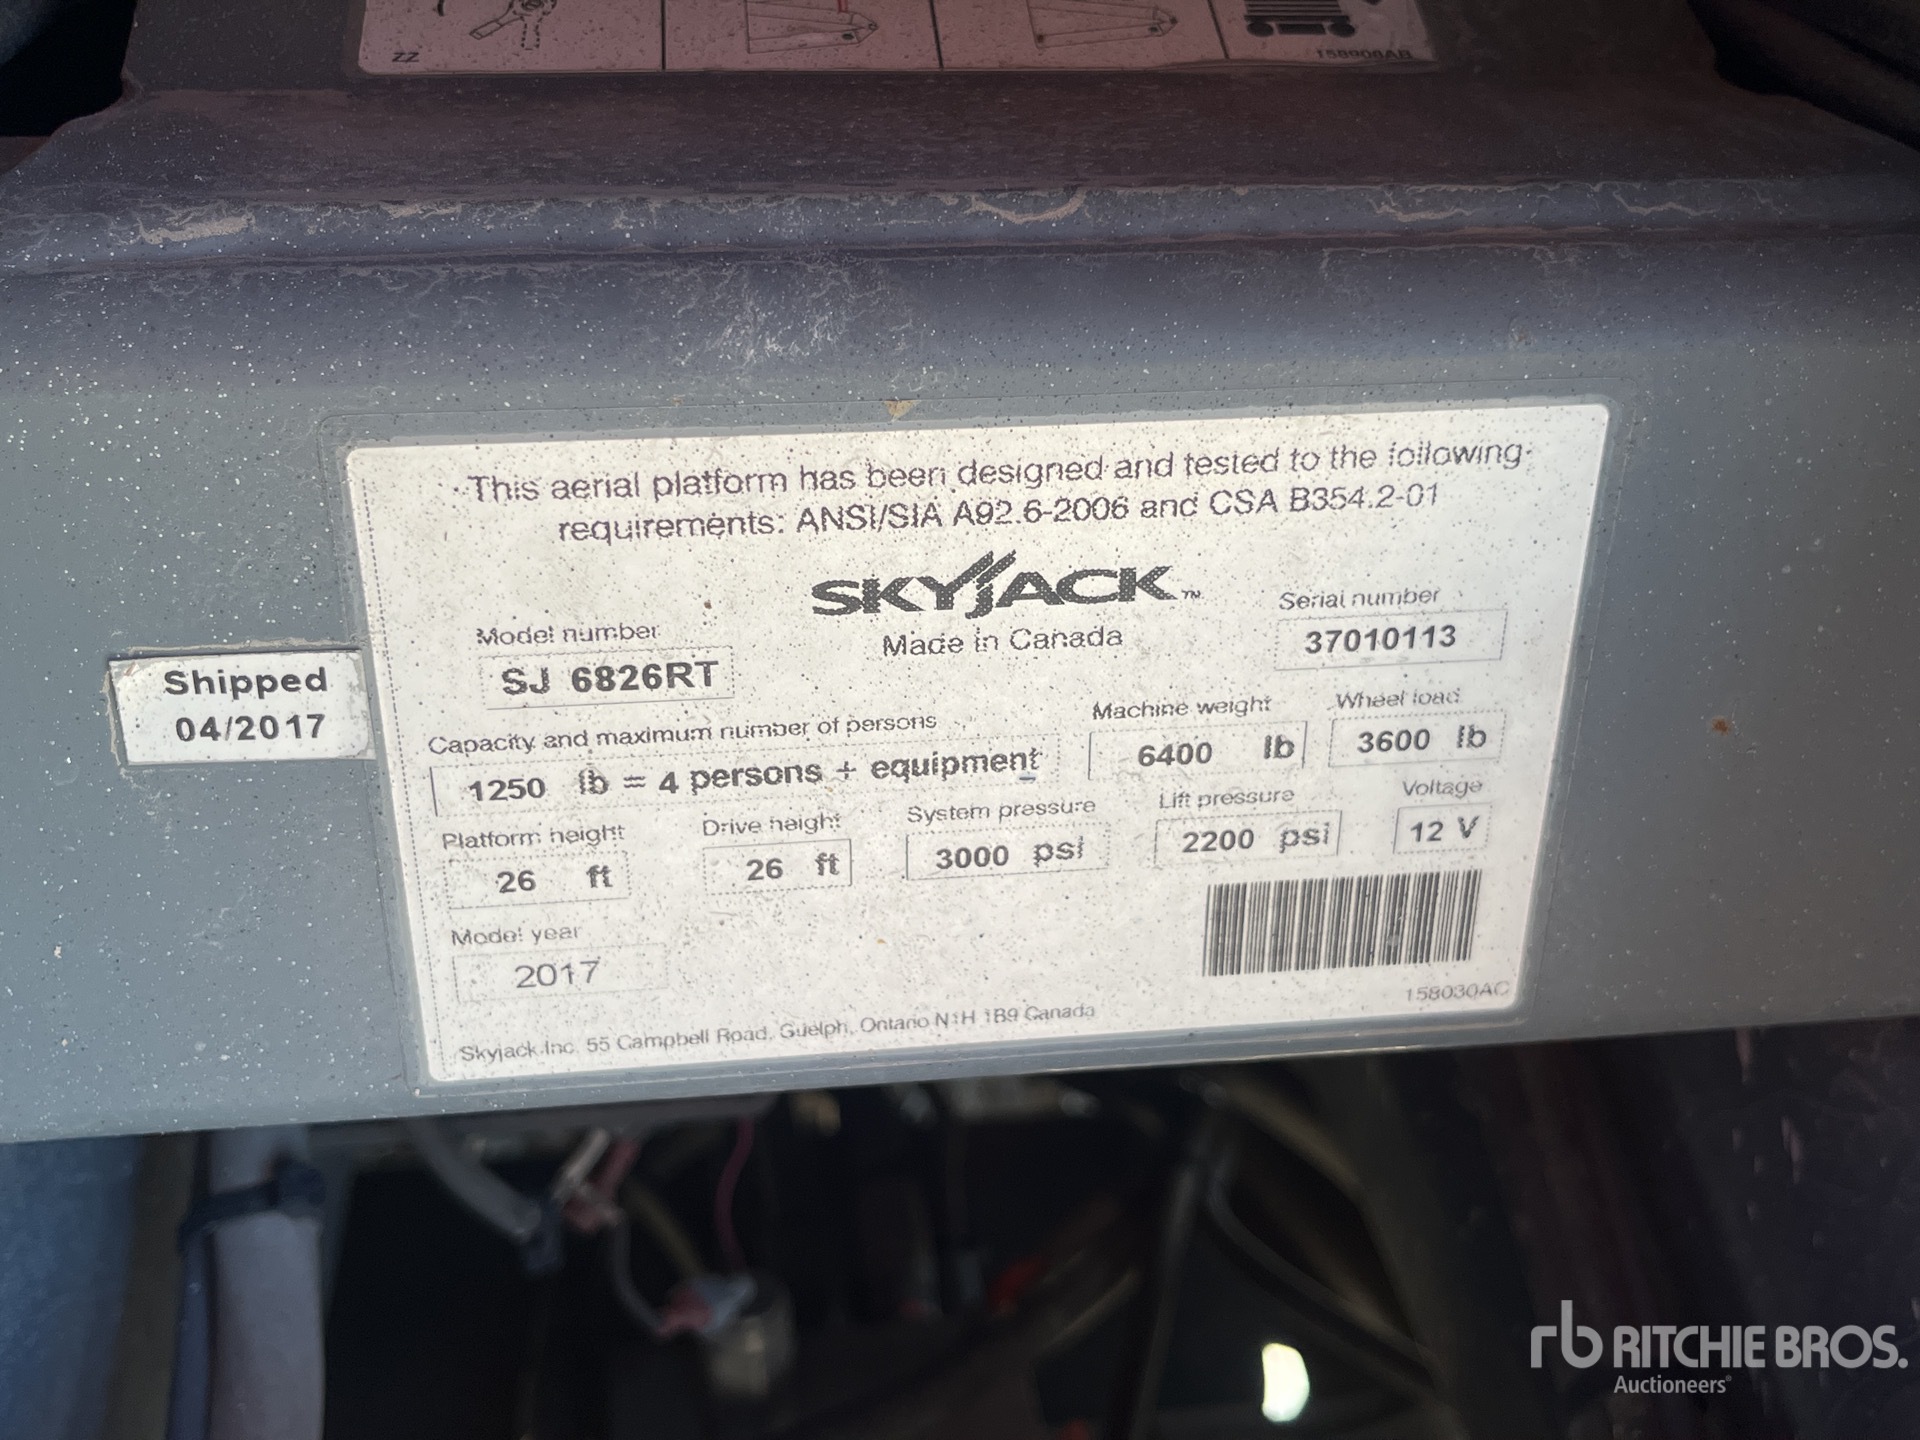 ZZ
158906AB
This aerial platform has been designed and tested to the following
requirements: ANSI/SIA A92.6-2006 and CSA B354.2-01
SKYJACK™
Made in Canada
Model number
SJ 6826RT
Serial number
37010113
Shipped
04/2017
Capacity and maximum number of persons
1250 lb = 4 persons + equipment
Machine weight
6400 lb
Wheel load
3600 lb
Platform height
26 ft
Drive height
26 ft
System pressure
3000 psi
Lift pressure
2200 psi
Voltage
12 V
Model year
2017
158030AC
Skyjack Inc. 55 Campbell Road, Guelph, Ontario N1H 1B9 Canada
rb RITCHIE BROS.
Auctioneers®